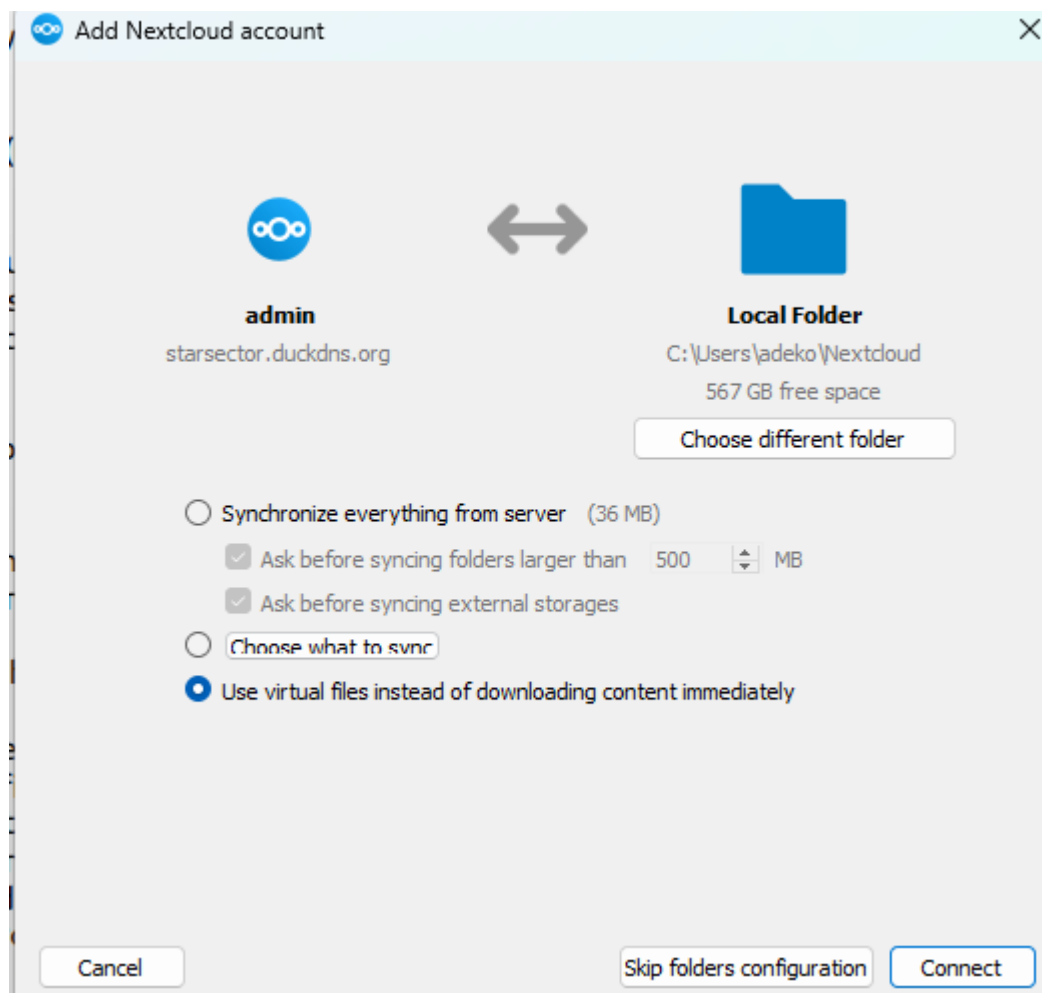 Add Nextcloud account
admin
starsector.duckdns.org
Local Folder
C:\Users\adeko\Nextcloud
567 GB free space
Choose different folder
Synchronize everything from server (36 MB)
Ask before syncing folders larger than 500 MB
Ask before syncing external storages
Choose what to sync
Use virtual files instead of downloading content immediately
Cancel
Skip folders configuration
Connect